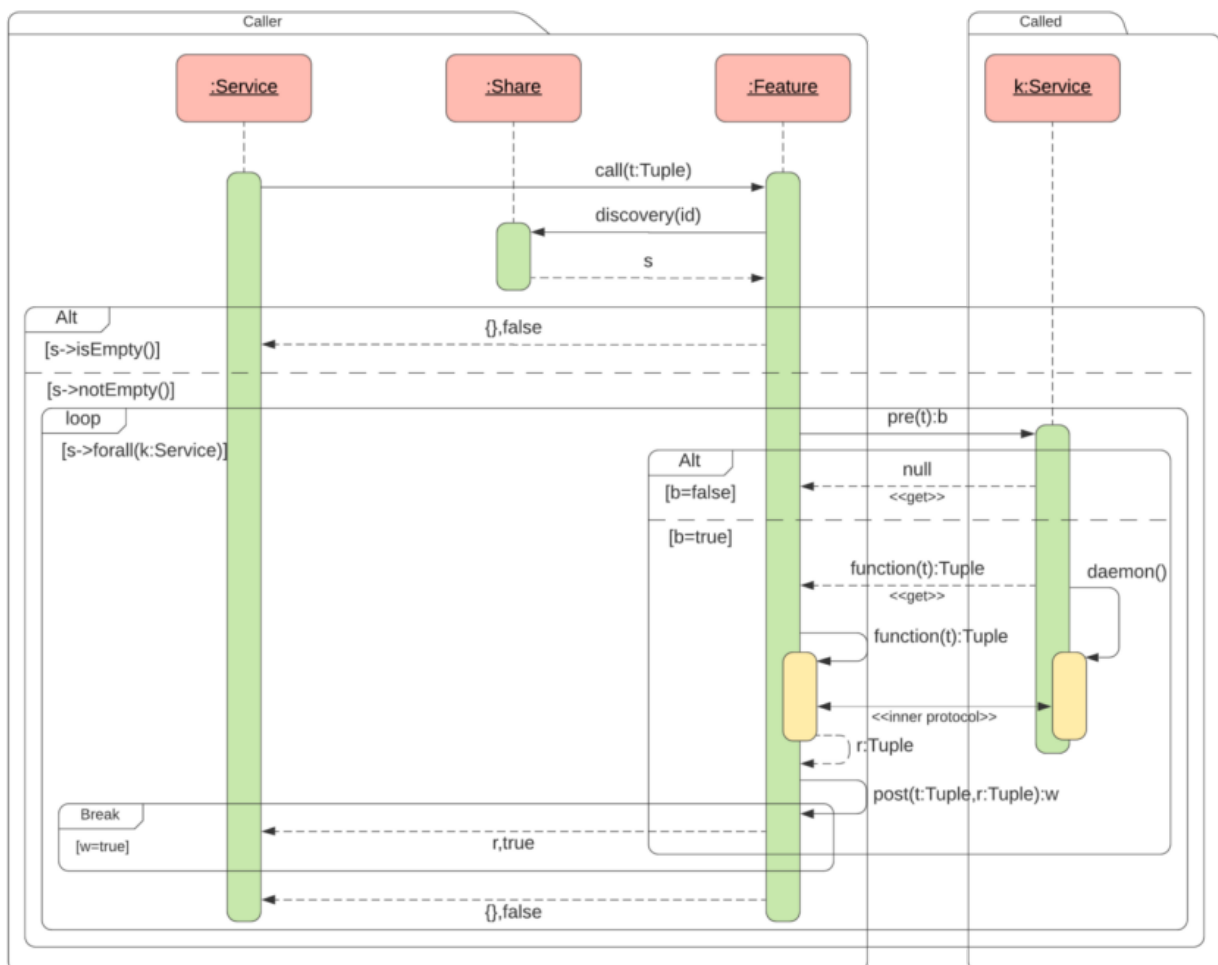 Caller
Called
:Service
:Share
:Feature
k:Service
call(t:Tuple)
discovery(id)
s
Alt
{},false
[s->isEmpty()]
[s->notEmpty()]
loop
pre(t):b
[s->forall(k:Service)]
Alt
null
[b=false]
<<get>>
[b=true]
function(t):Tuple
daemon()
<<get>>
function(t):Tuple
<<inner protocol>>
r:Tuple
post(t:Tuple,r:Tuple):w
Break
r,true
[w=true]
{},false